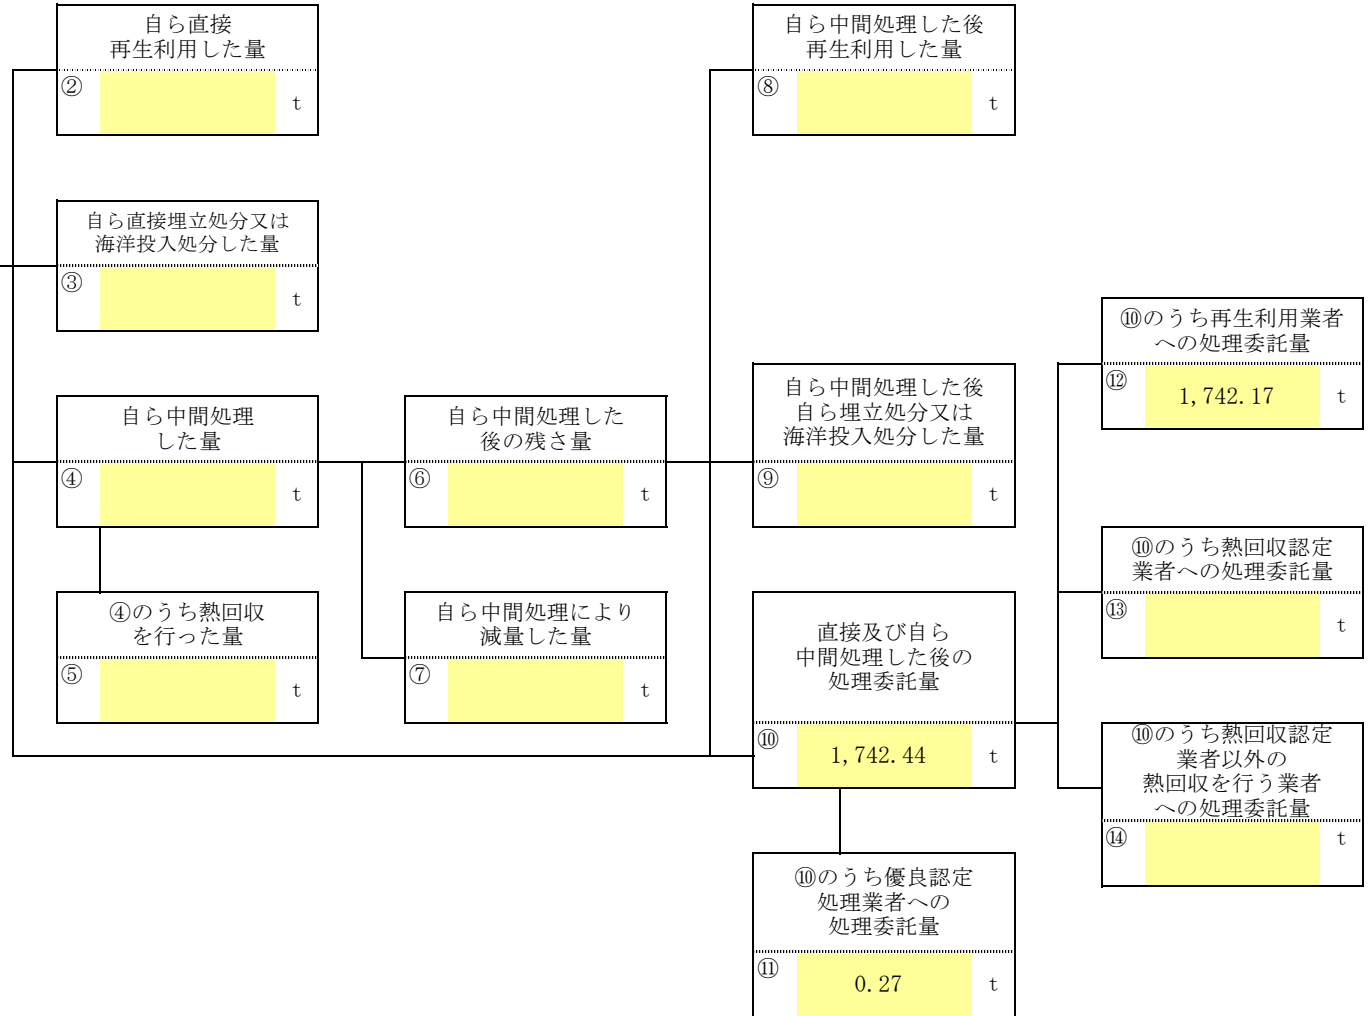 自ら直接
再生利用した量
②
t
自ら中間処理した後
再生利用した量
⑧
t
自ら直接埋立処分又は
海洋投入処分した量
③
t
⑩のうち再生利用業者
への処理委託量
⑫
1,742.17
t
自ら中間処理
した量
④
t
自ら中間処理した
後の残さ量
⑥
t
自ら中間処理した後
自ら埋立処分又は
海洋投入処分した量
⑨
t
⑩のうち熱回収認定
業者への処理委託量
⑬
t
④のうち熱回収
を行った量
⑤
t
自ら中間処理により
減量した量
⑦
t
直接及び自ら
中間処理した後の
処理委託量
⑩
1,742.44
t
⑩のうち熱回収認定
業者以外の
熱回収を行う業者
への処理委託量
⑭
t
⑩のうち優良認定
処理業者への
処理委託量
⑪
0.27
t